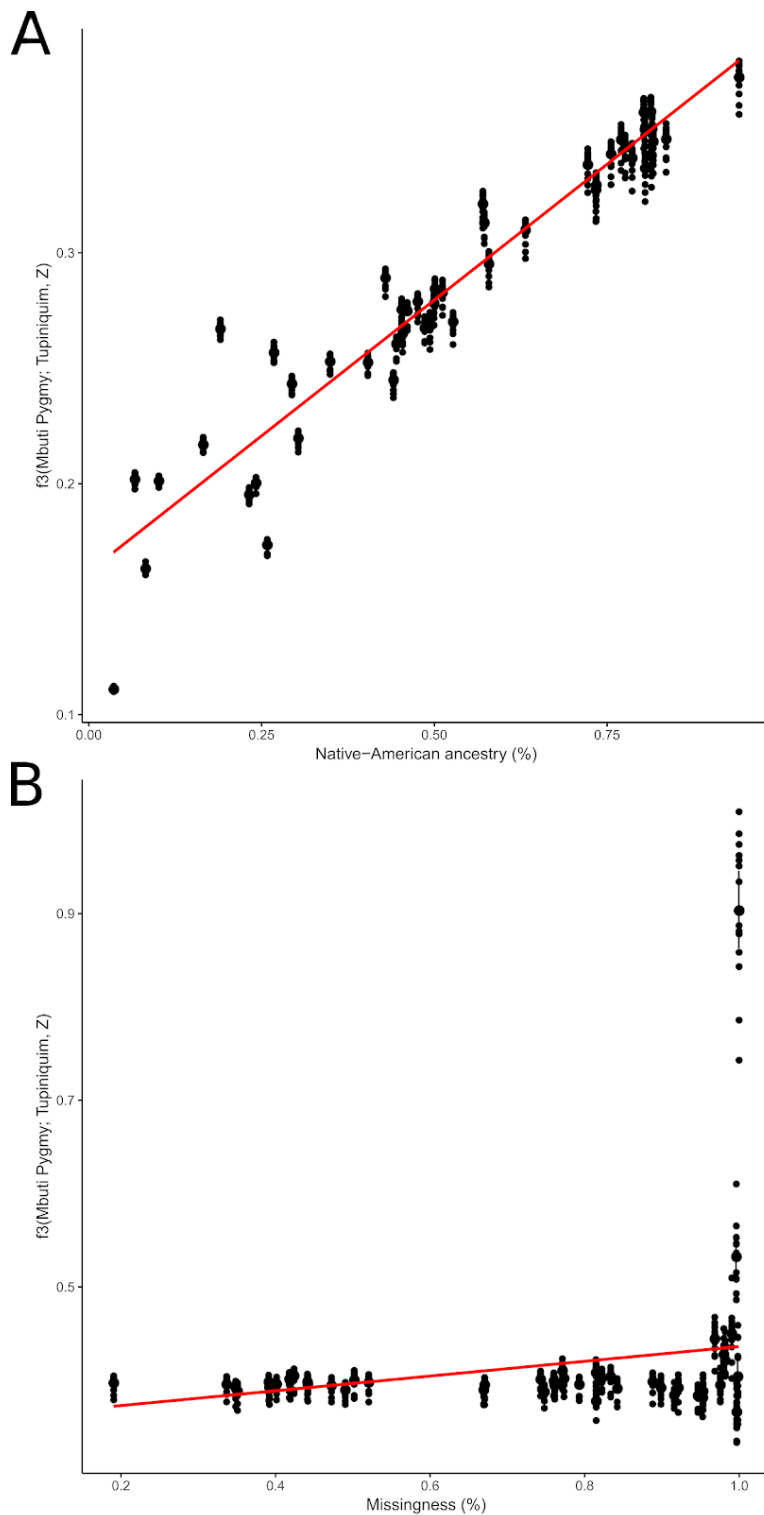 A
f3(Mbuti Pygmy; Tupiniquim, Z)
0.3
0.2
0.1
0.00 0.25 0.50 0.75
Native−American ancestry (%)
B
f3(Mbuti Pygmy; Tupiniquim, Z)
0.9
0.7
0.5
0.2 0.4 0.6 0.8 1.0
Missingness (%)